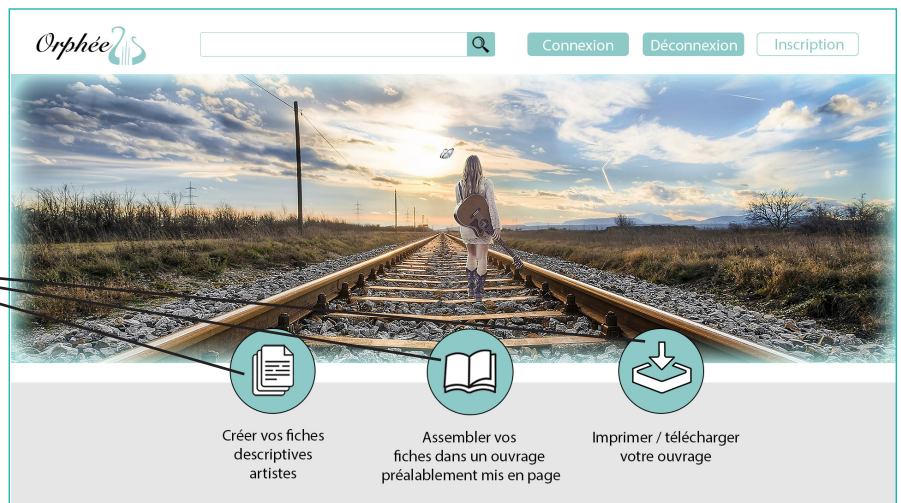 Orphée
Connexion
Déconnexion
Inscription
Créer vos fiches
descriptives
artistes
Assembler vos
fiches dans un ouvrage
préalablement mis en page
Imprimer / télécharger
votre ouvrage